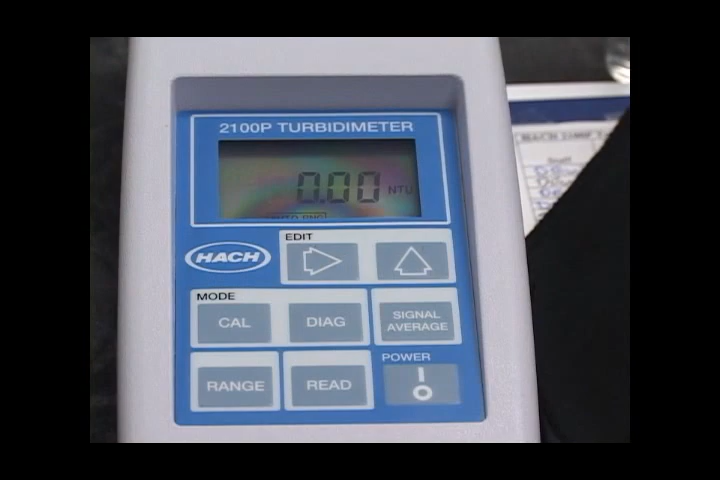 2100P TURBIDIMETER
0.00 NTU
EDIT
HACH
MODE
CAL DIAG SIGNAL AVERAGE
POWER
RANGE READ